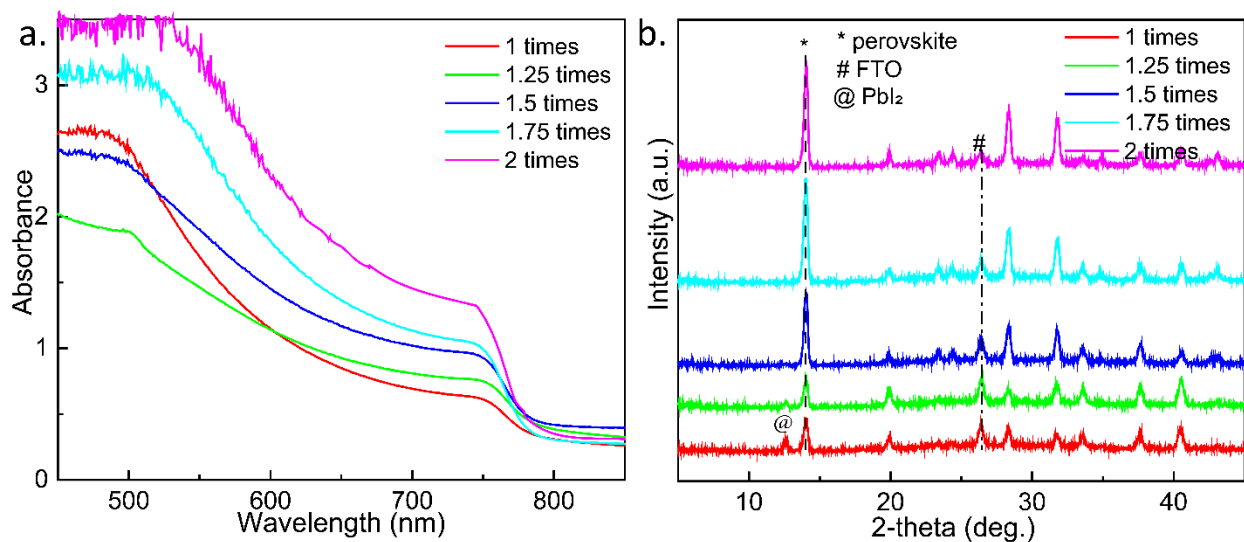 a.
1 times
1.25 times
1.5 times
1.75 times
2 times
3
2
1
0
Absorbance
500
600
700
800
Wavelength (nm)
b.
*
* perovskite
# FTO
@ PbI₂
1 times
1.25 times
1.5 times
1.75 times
2 times
#
@
Intensity (a.u.)
10
20
30
40
2-theta (deg.)